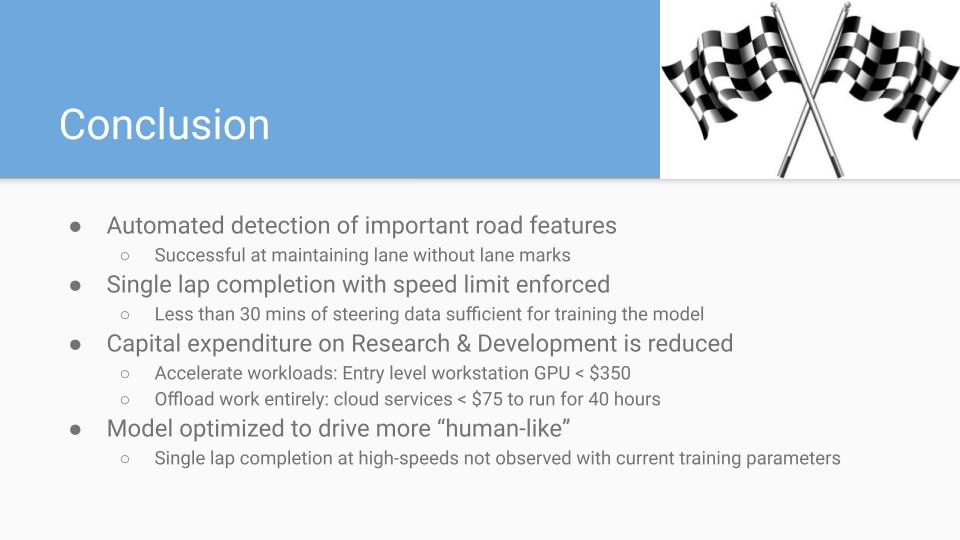 Conclusion
● Automated detection of important road features
○ Successful at maintaining lane without lane marks
● Single lap completion with speed limit enforced
○ Less than 30 mins of steering data sufficient for training the model
● Capital expenditure on Research & Development is reduced
○ Accelerate workloads: Entry level workstation GPU < $350
○ Offload work entirely: cloud services < $75 to run for 40 hours
● Model optimized to drive more “human-like”
○ Single lap completion at high-speeds not observed with current training parameters